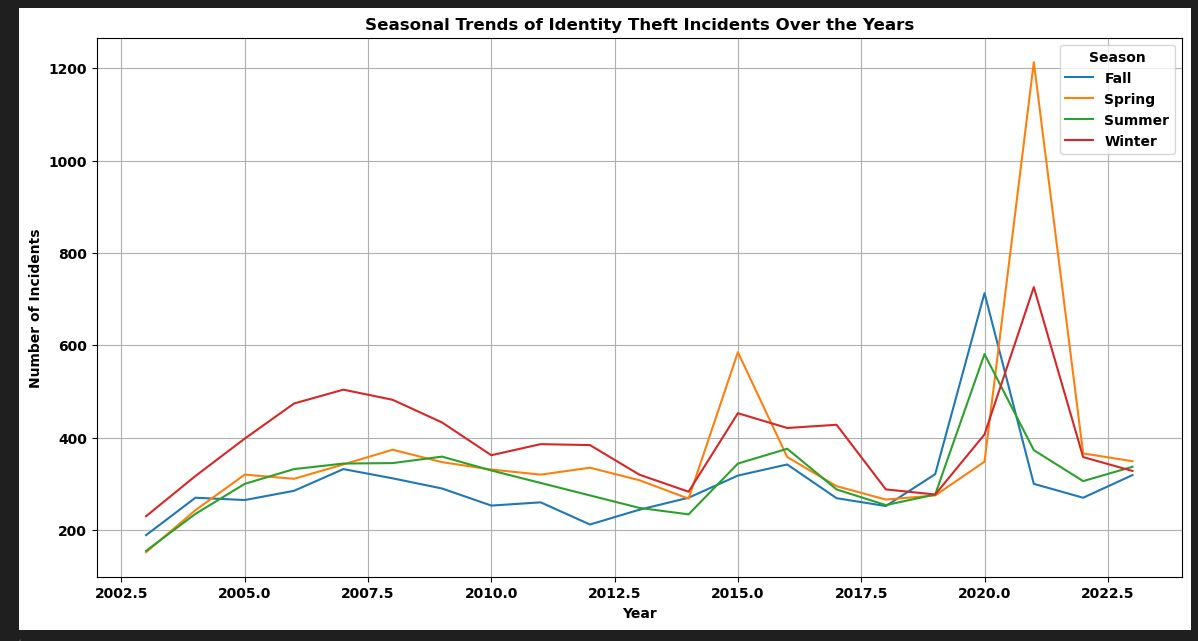 Seasonal Trends of Identity Theft Incidents Over the Years
Season
Fall
Spring
Summer
Winter
1200
1000
800
600
400
200
Number of Incidents
2002.5 2005.0 2007.5 2010.0 2012.5 2015.0 2017.5 2020.0 2022.5
Year